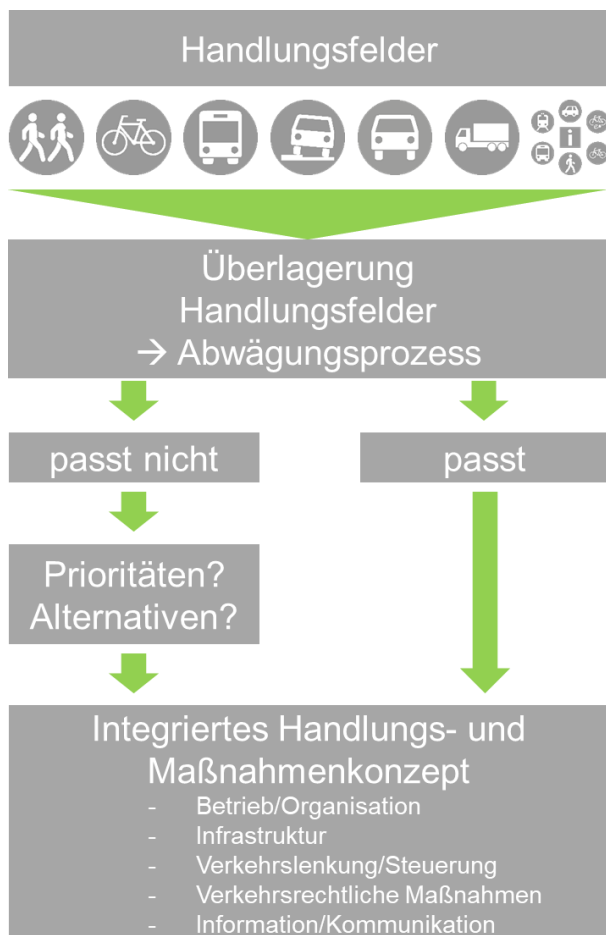 Handlungsfelder
i
Überlagerung
Handlungsfelder
→ Abwägungsprozess
passt nicht
passt
Prioritäten?
Alternativen?
Integriertes Handlungs- und
Maßnahmenkonzept
- Betrieb/Organisation
- Infrastruktur
- Verkehrslenkung/Steuerung
- Verkehrsrechtliche Maßnahmen
- Information/Kommunikation